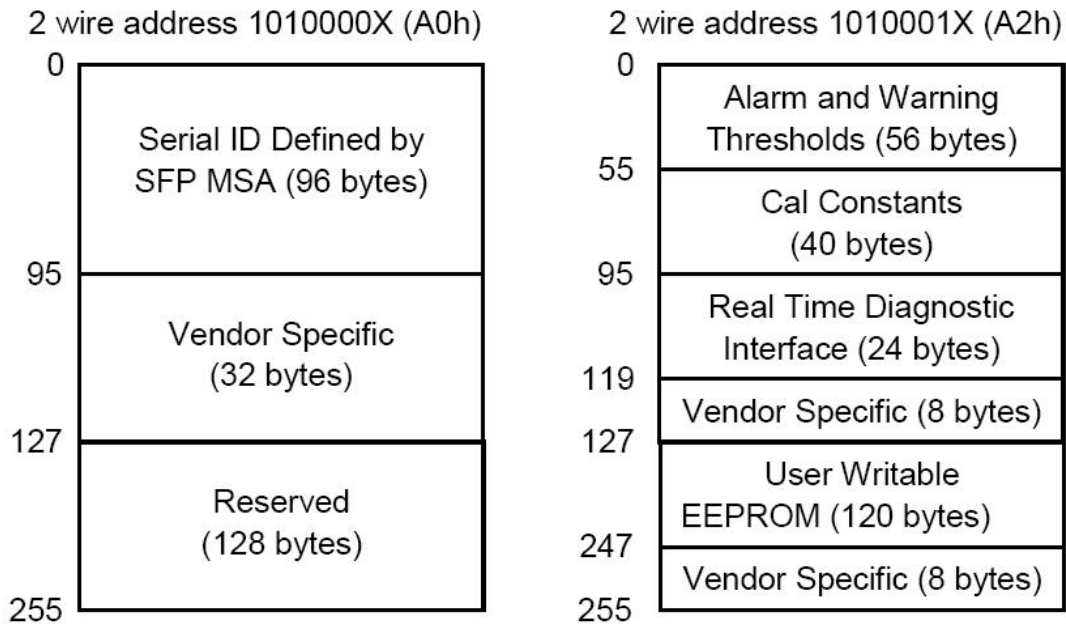 2 wire address 1010000X (A0h)
0
Serial ID Defined by
SFP MSA (96 bytes)
95
Vendor Specific
(32 bytes)
127
Reserved
(128 bytes)
255
2 wire address 1010001X (A2h)
0
Alarm and Warning
Thresholds (56 bytes)
55
Cal Constants
(40 bytes)
95
Real Time Diagnostic
Interface (24 bytes)
119
Vendor Specific (8 bytes)
127
User Writable
EEPROM (120 bytes)
247
Vendor Specific (8 bytes)
255